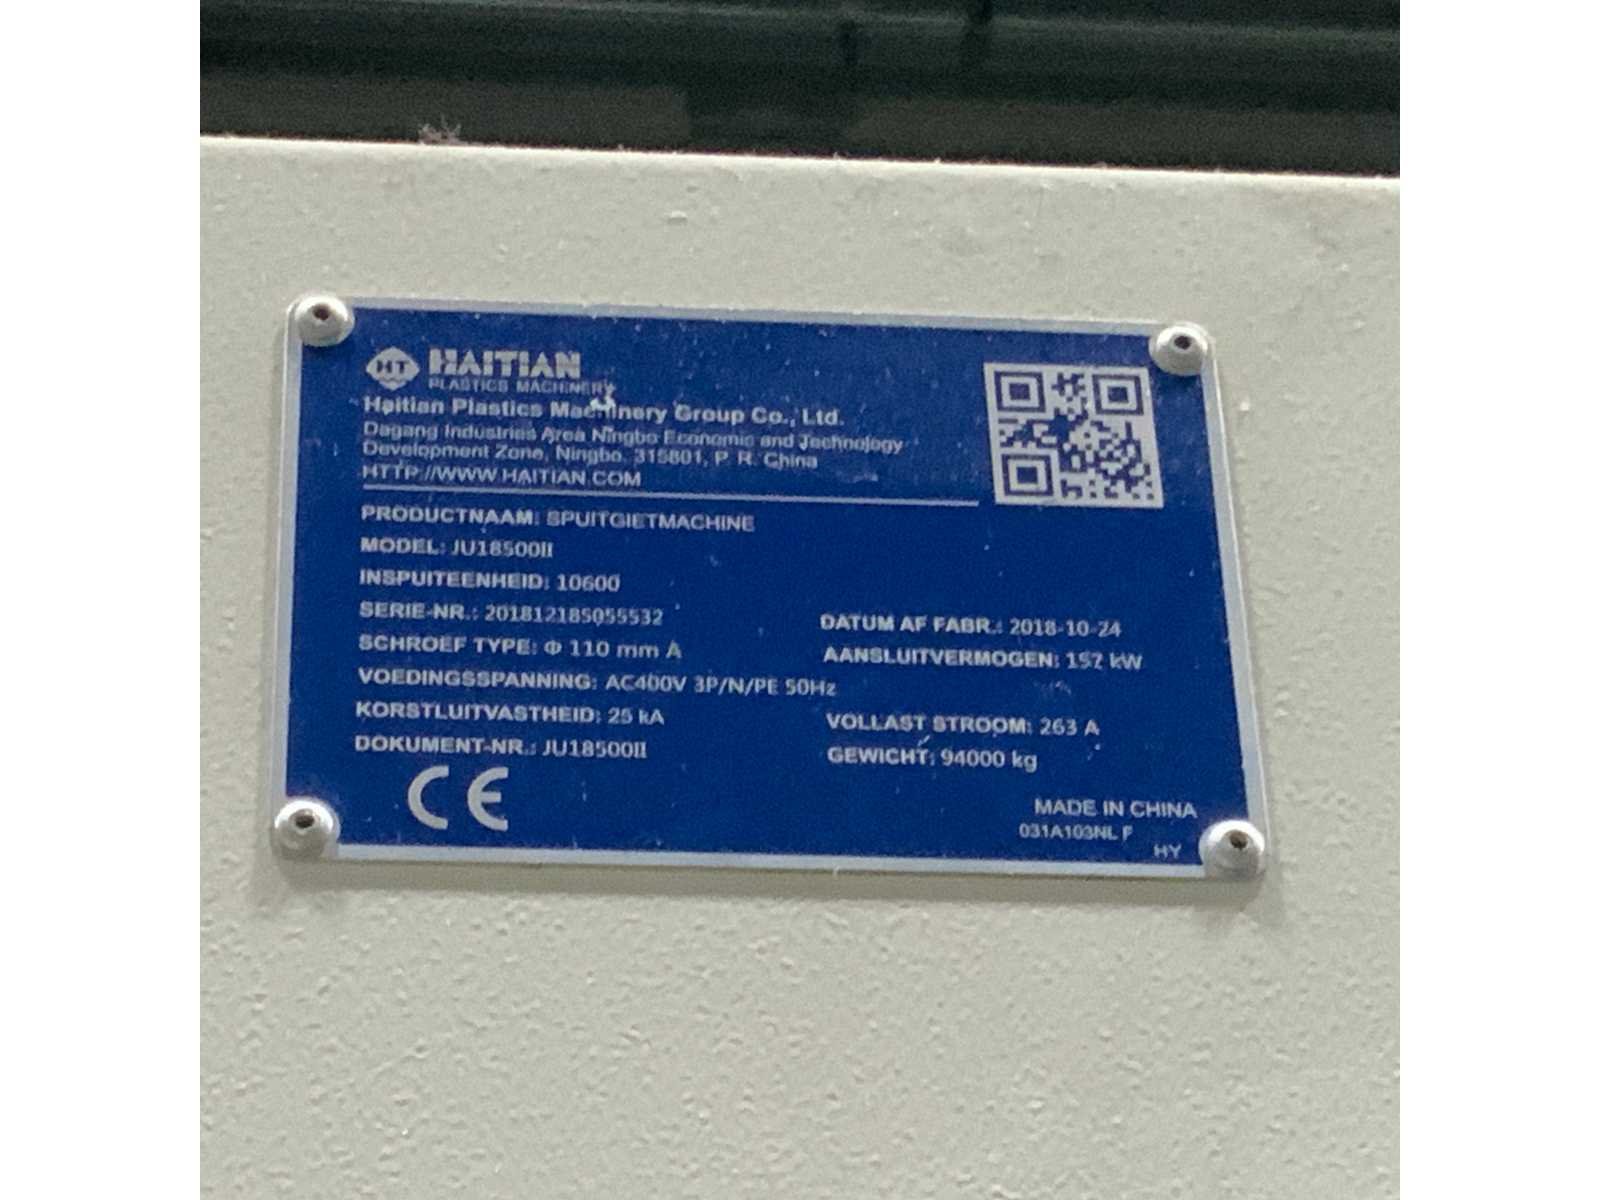 HT HAITIAN
PLASTICS MACHINERY
Haitian Plastics Machinery Group Co., Ltd.
Dagang Industries Area Ningbo Economic and Technology
Development Zone, Ningbo. 315801, P. R. China
HTTP://WWW.HAITIAN.COM
PRODUCTNAAM: SPUITGIETMACHINE
MODEL: JU18500II
INSPUITEENHEID: 10600
SERIE-NR.: 201812185055532
DATUM AF FABR.: 2018-10-24
SCHROEF TYPE: Φ 110 mm A
AANSLUITVERMOGEN: 157 kW
VOEDINGSSPANNING: AC400V 3P/N/PE 50Hz
KORSTLUITVASTHEID: 25 kA
VOLLAST STROOM: 263 A
DOKUMENT-NR.: JU18500II
GEWICHT: 94000 kg
CE
MADE IN CHINA
031A103NL F
HY